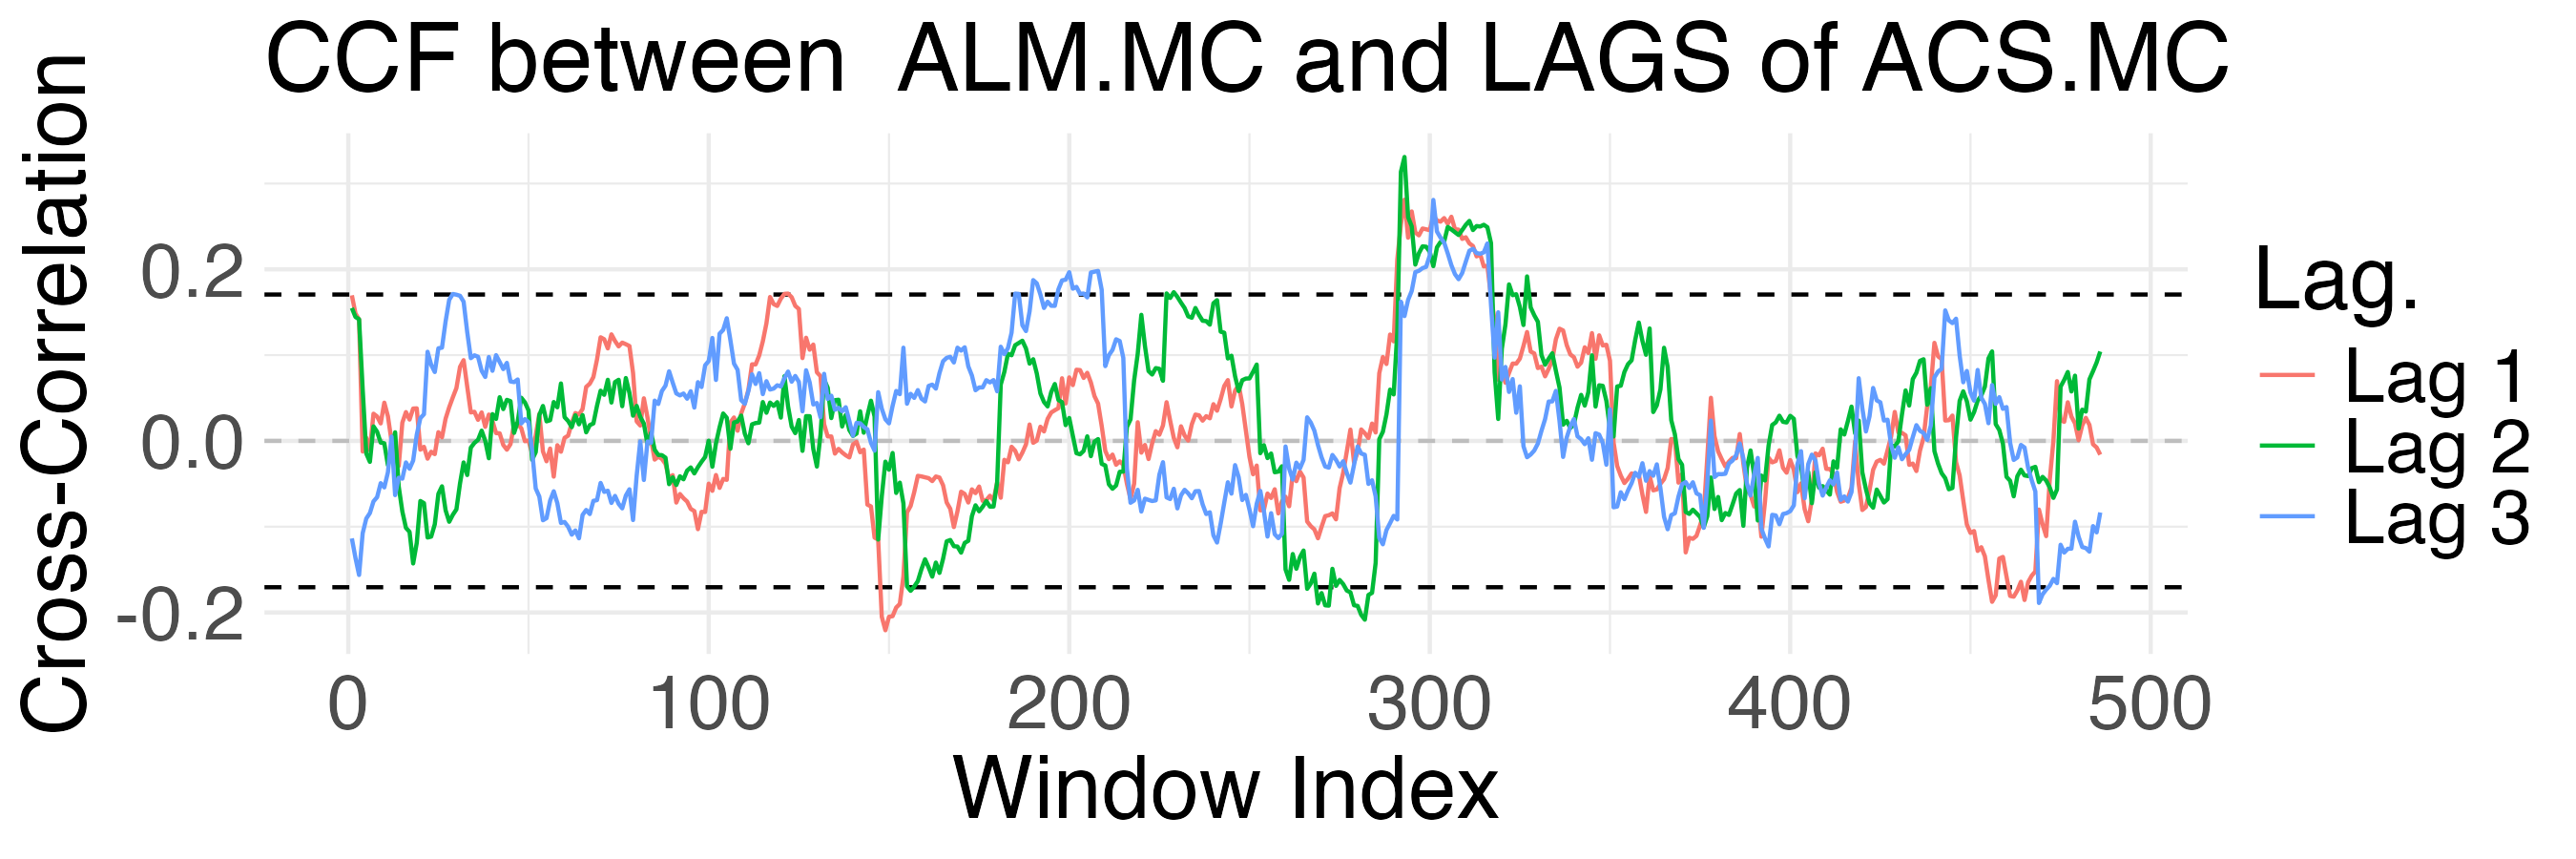 CCF between  ALM.MC and LAGS of ACS.MC
Cross-Correlation
0.2
0.0
-0.2
0 100 200 300 400 500
Window Index
Lag.
Lag 1
Lag 2
Lag 3